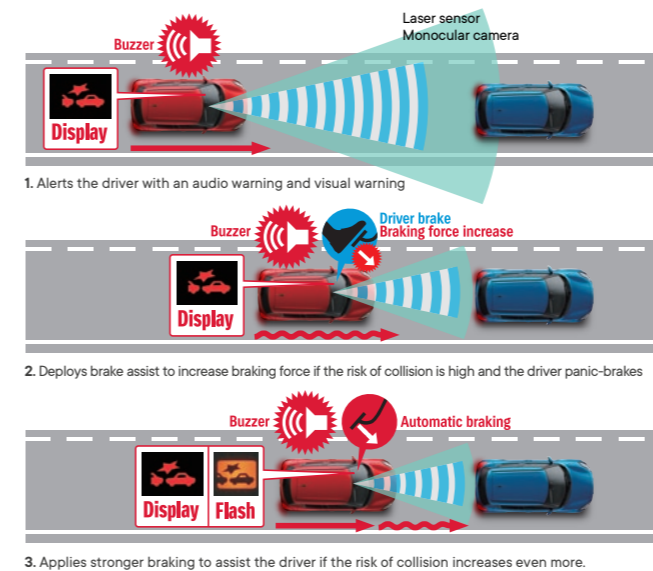 Laser sensor
Monocular camera
Buzzer
Display
1. Alerts the driver with an audio warning and visual warning
Driver brake
Buzzer
Braking force increase
Display
2. Deploys brake assist to increase braking force if the risk of collision is high and the driver panic-brakes
Buzzer
Automatic braking
Display
Flash
3. Applies stronger braking to assist the driver if the risk of collision increases even more.